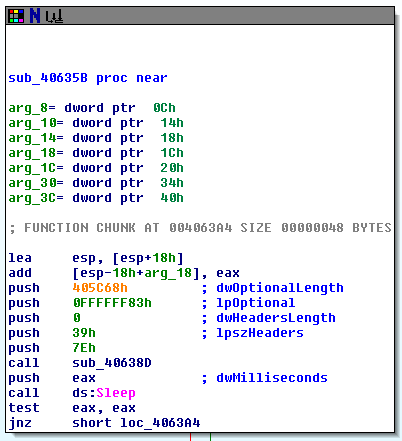 sub_40635B proc near
arg_8= dword ptr  0Ch
arg_10= dword ptr  14h
arg_14= dword ptr  18h
arg_18= dword ptr  1Ch
arg_1C= dword ptr  20h
arg_30= dword ptr  34h
arg_3C= dword ptr  40h
; FUNCTION CHUNK AT 004063A4 SIZE 00000048 BYTES
lea     esp, [esp+18h]
add     [esp-18h+arg_18], eax
push    405C68h         ; dwOptionalLength
push    0FFFFFF83h      ; lpOptional
push    0               ; dwHeadersLength
push    39h             ; lpszHeaders
push    7Eh
call    sub_40638D
push    eax             ; dwMilliseconds
call    ds:Sleep
test    eax, eax
jnz     short loc_4063A4